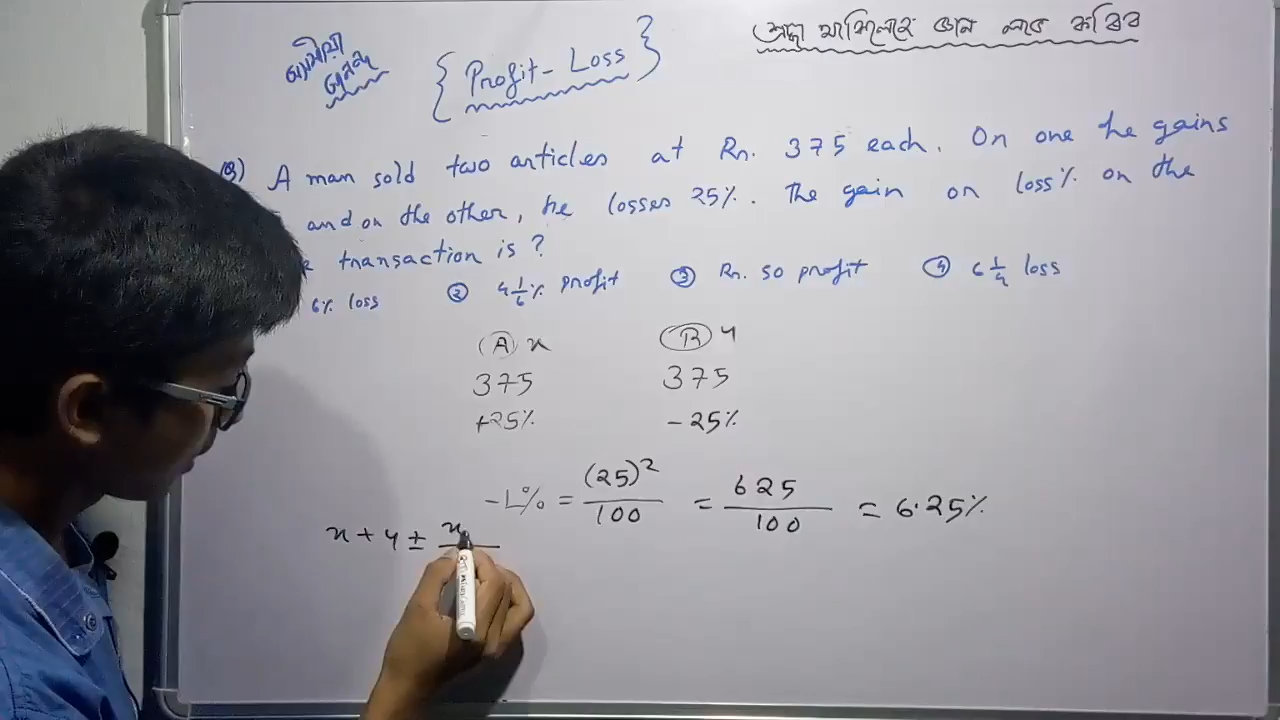 { Profit - Loss }
কৰিব
Q) A man sold two articles at Rs. 375 each. On one he gains
and on the other, he losses 25%. The gain on loss% on the
transaction is ?
6% loss ② 4 1/6 % profit ③ Rs. 50 profit ④ 6 1/4 loss
(A) x (B) y
375 375
+25% -25%
-L% = (25)² / 100 = 625 / 100 = 6.25%
x + y ± x